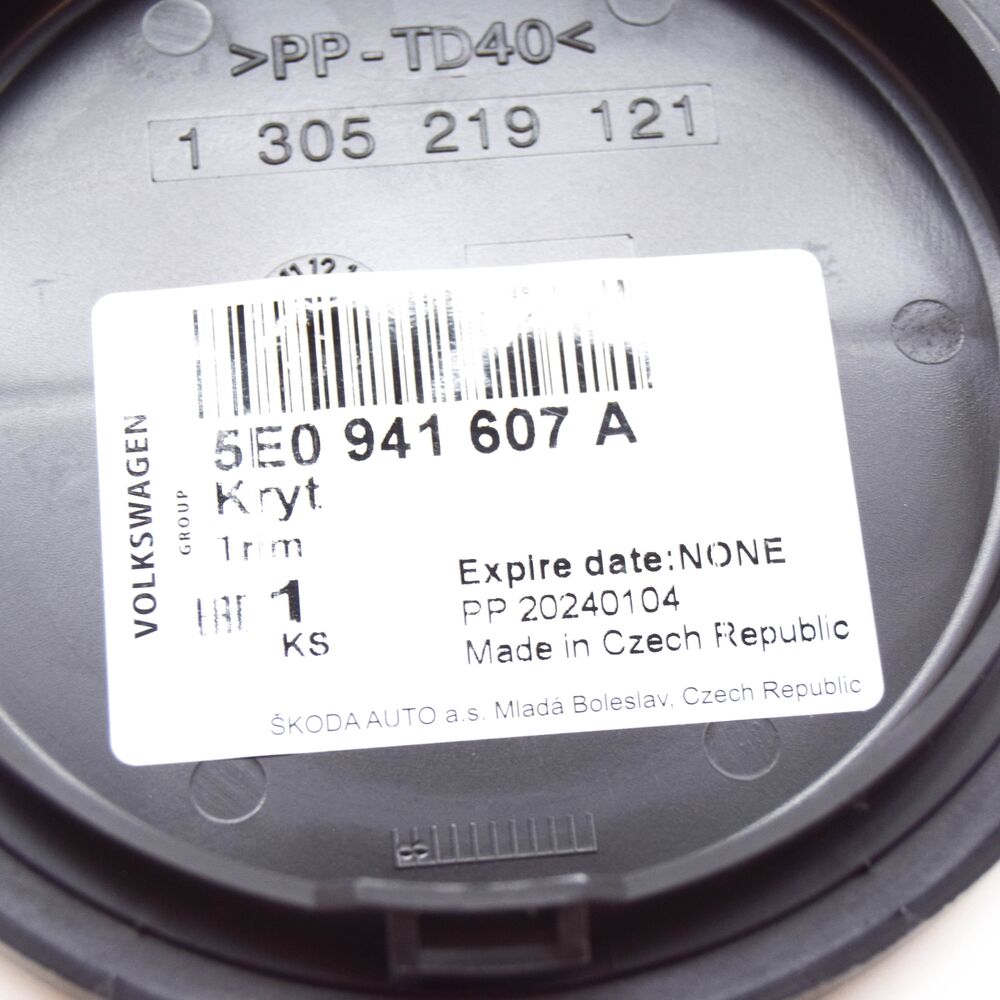 >PP-TD40<
1 305 219 121
12
5E0 941 607 A
Kryt
VOLKSWAGEN
GROUP
1
KS
Expire date:NONE
PP 20240104
Made in Czech Republic
ŠKODA AUTO a.s. Mladá Boleslav, Czech Republic